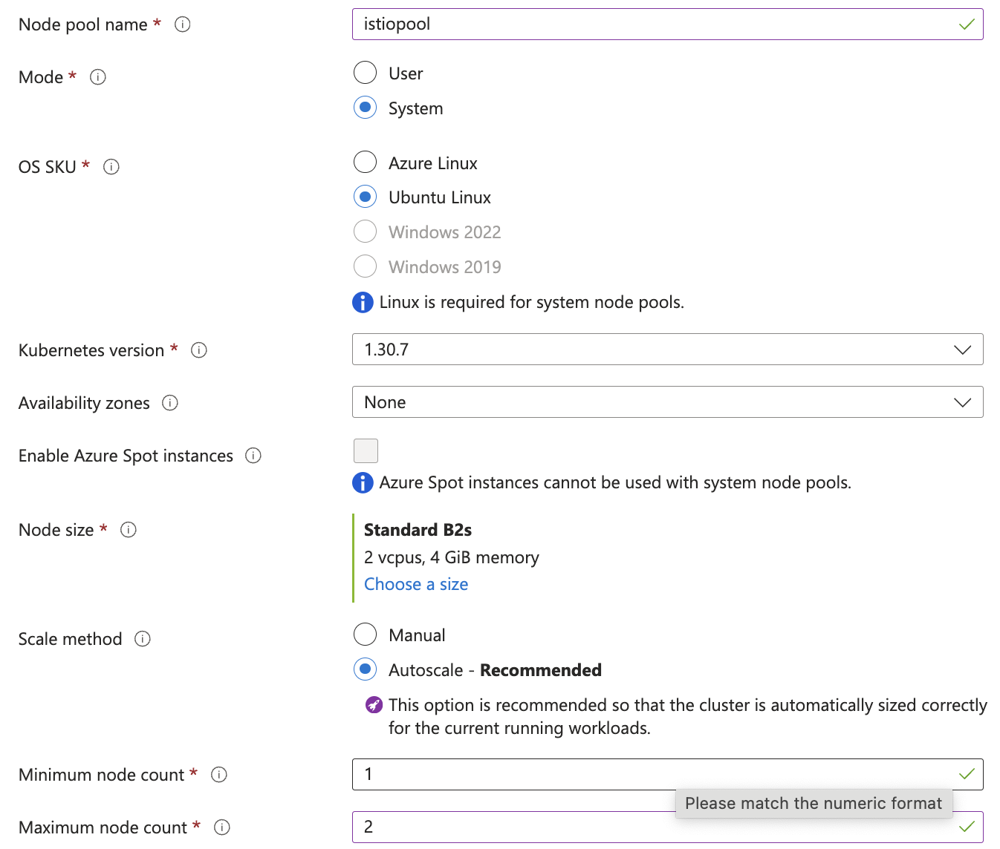 Node pool name *
istiopool
Mode *
User
System
OS SKU *
Azure Linux
Ubuntu Linux
Windows 2022
Windows 2019
Linux is required for system node pools.
Kubernetes version *
1.30.7
Availability zones
None
Enable Azure Spot instances
Azure Spot instances cannot be used with system node pools.
Node size *
Standard B2s
2 vcpus, 4 GiB memory
Choose a size
Scale method
Manual
Autoscale - Recommended
This option is recommended so that the cluster is automatically sized correctly
for the current running workloads.
Minimum node count *
1
Please match the numeric format
Maximum node count *
2